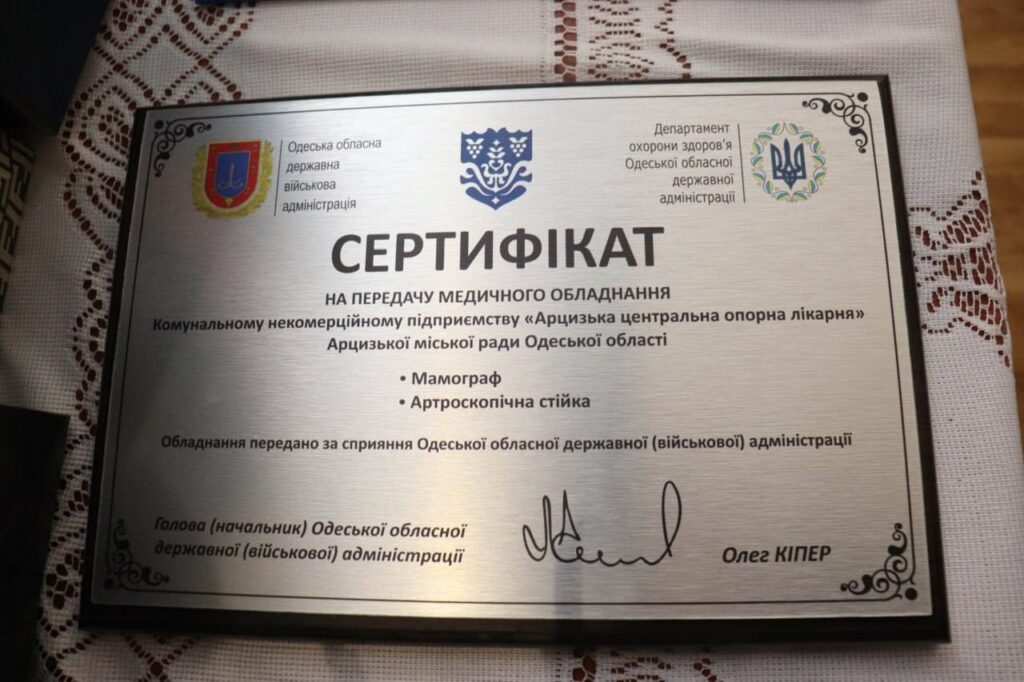 Одеська обласна
державна
військова
адміністрація
Департамент
охорони здоров'я
Одеської обласної
державної
адміністрації
СЕРТИФІКАТ
НА ПЕРЕДАЧУ МЕДИЧНОГО ОБЛАДНАННЯ
Комунальному некомерційному підприємству «Арцизька центральна опорна лікарня»
Арцизької міської ради Одеської області
• Мамограф
• Артроскопічна стійка
Обладнання передано за сприяння Одеської обласної державної (військової) адміністрації
Голова (начальник) Одеської обласної
державної (військової) адміністрації
Олег КІПЕР